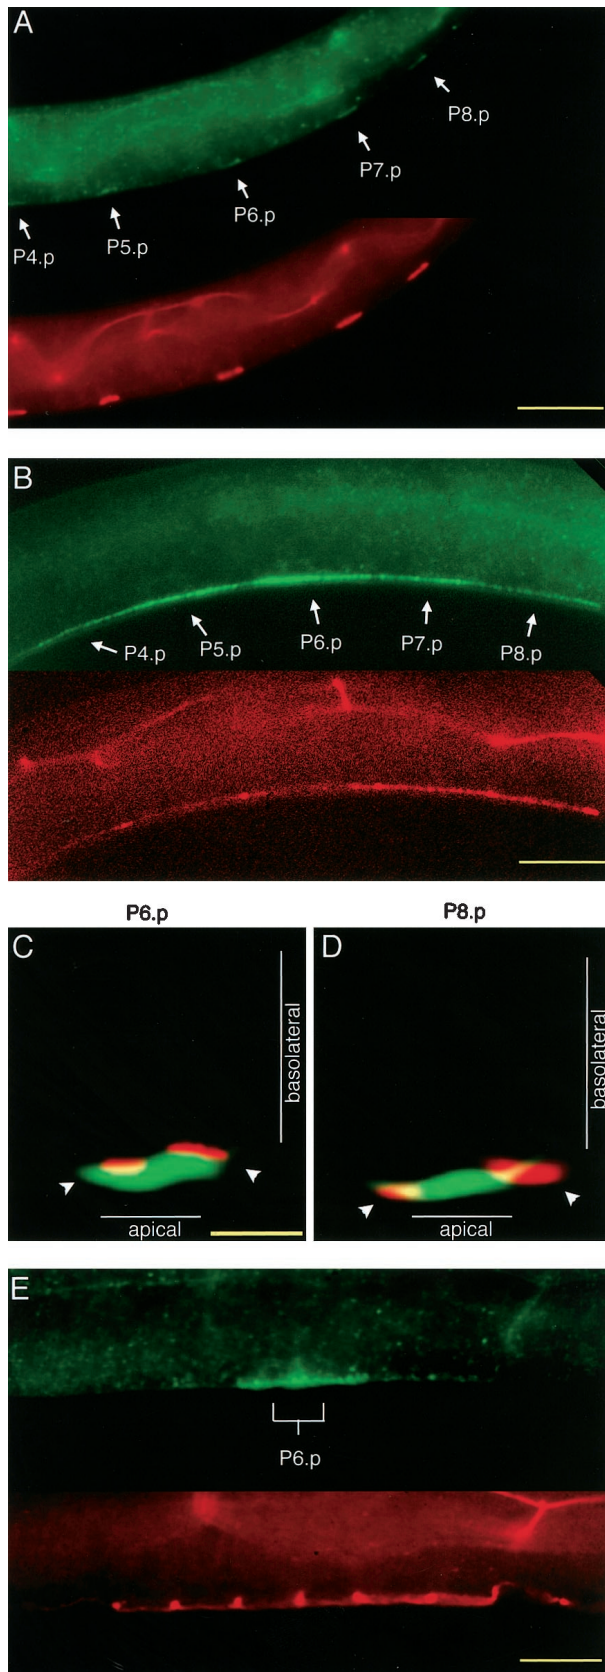 A
P8.p
P7.p
P6.p
P5.p
P4.p
B
P4.p
P5.p
P6.p
P7.p
P8.p
P6.p
P8.p
C
basolateral
apical
D
basolateral
apical
E
P6.p